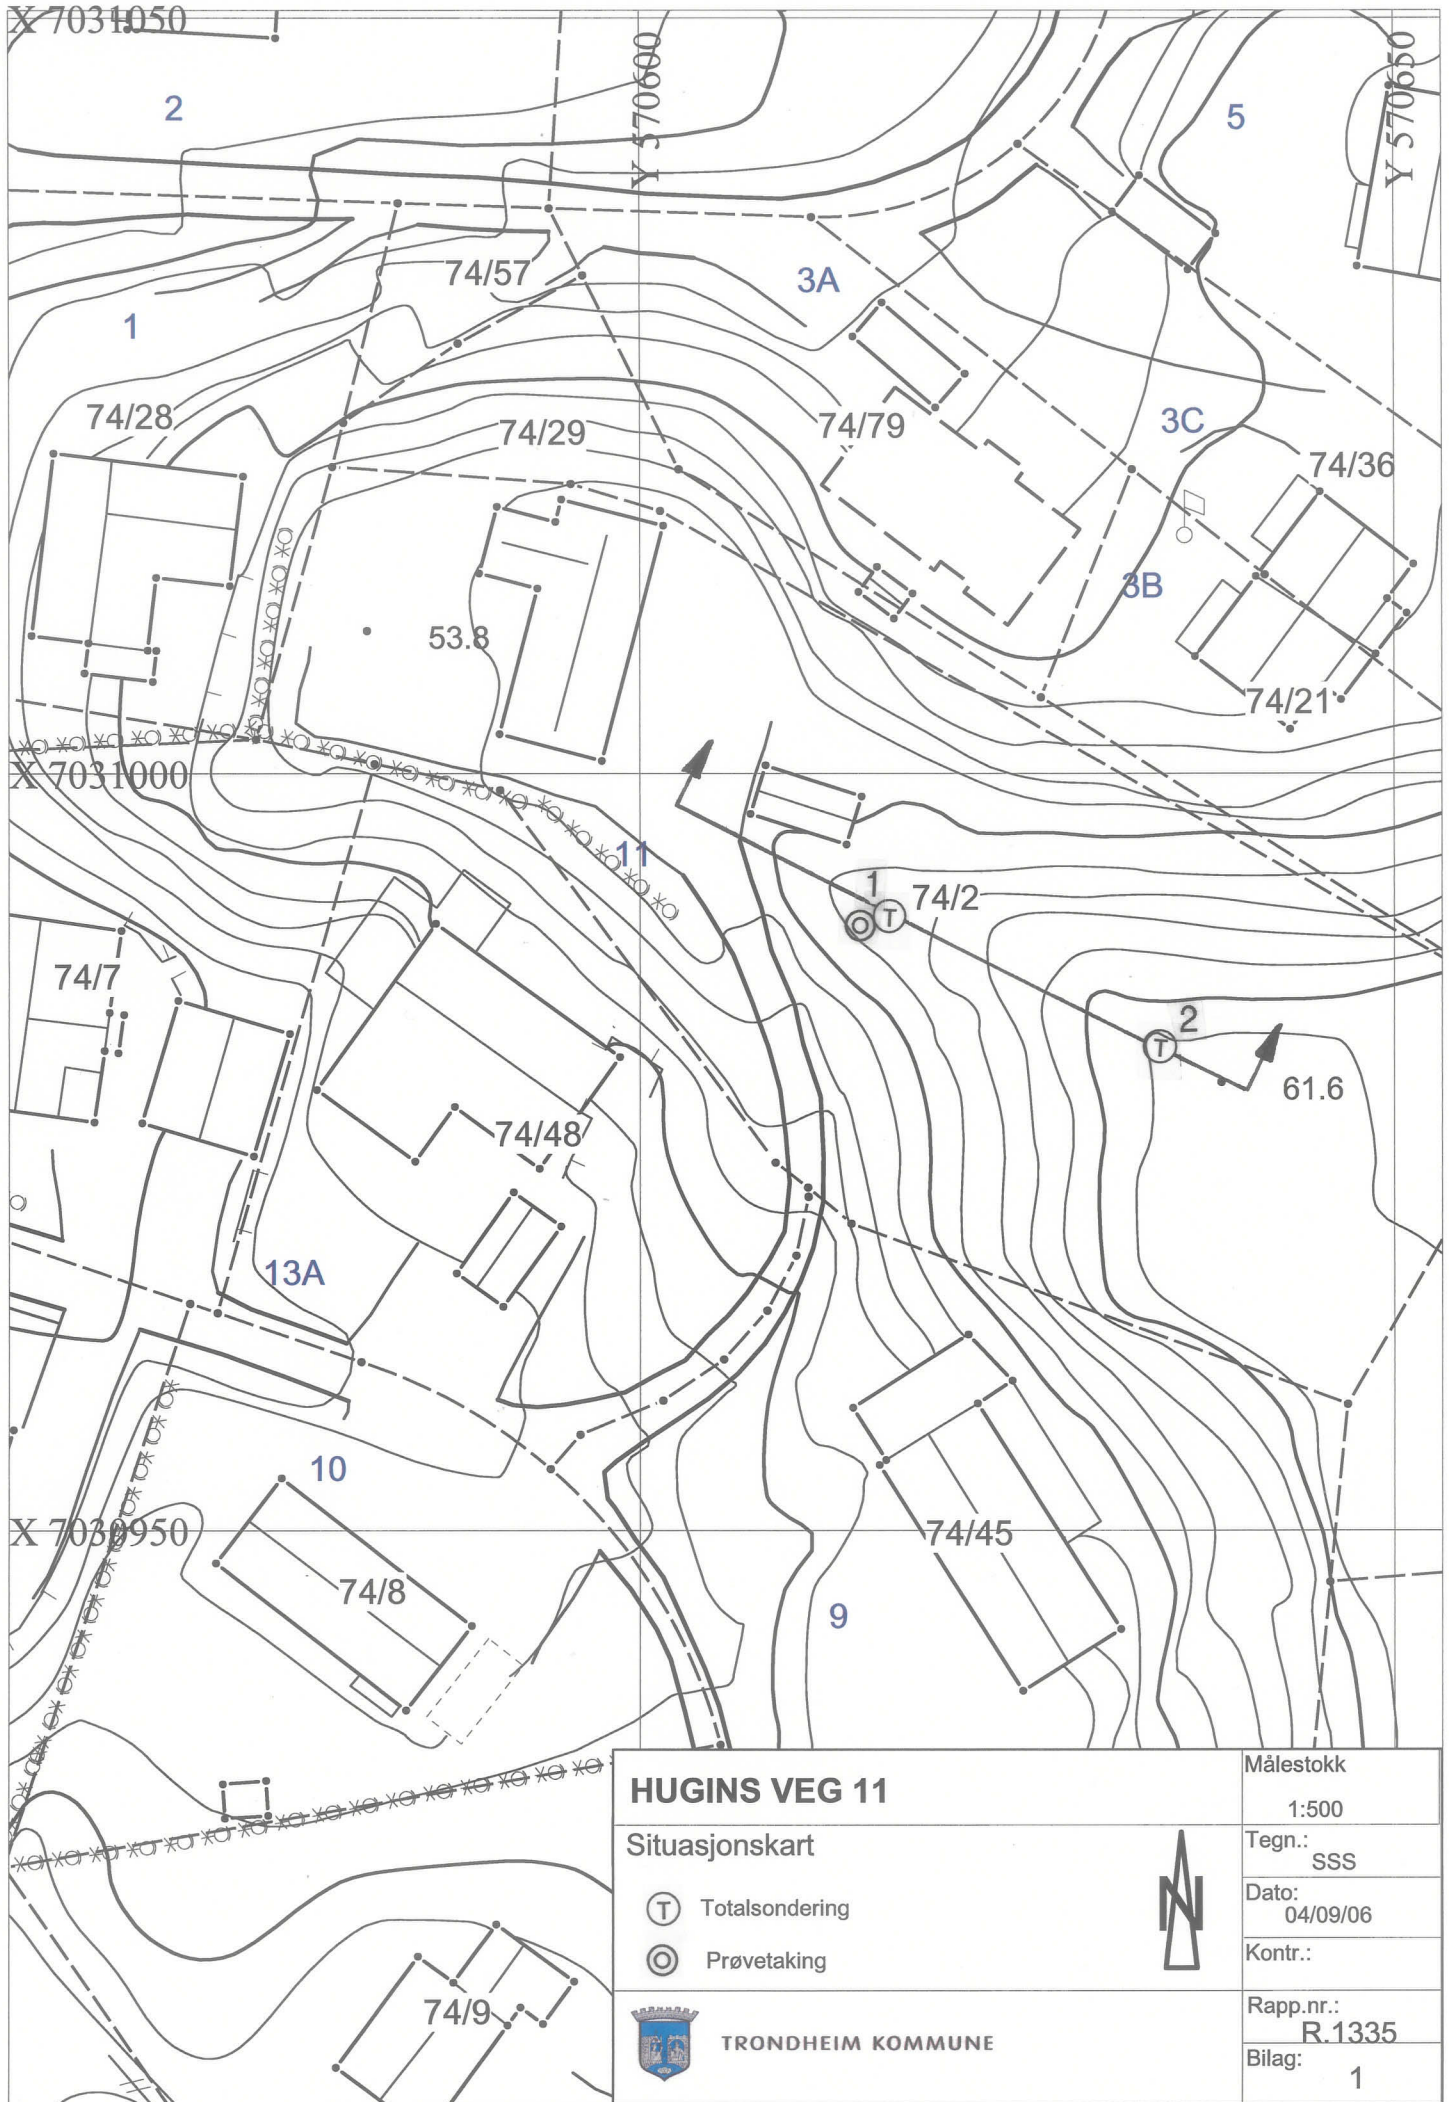 X 7031050
Y 570600
Y 570650
2
5
74/57
3A
1
74/28
74/29
74/79
3C
74/36
3B
53.8
74/21
X 7031000
11
1
T
74/2
74/7
2
T
61.6
74/48
13A
10
X 7030950
74/45
74/8
9
74/9
HUGINS VEG 11
Målestokk
1:500
Situasjonskart
Tegn.:
SSS
T Totalsondering
N
Dato:
04/09/06
Prøvetaking
Kontr.:
TRONDHEIM KOMMUNE
Rapp.nr.:
R.1335
Bilag:
1